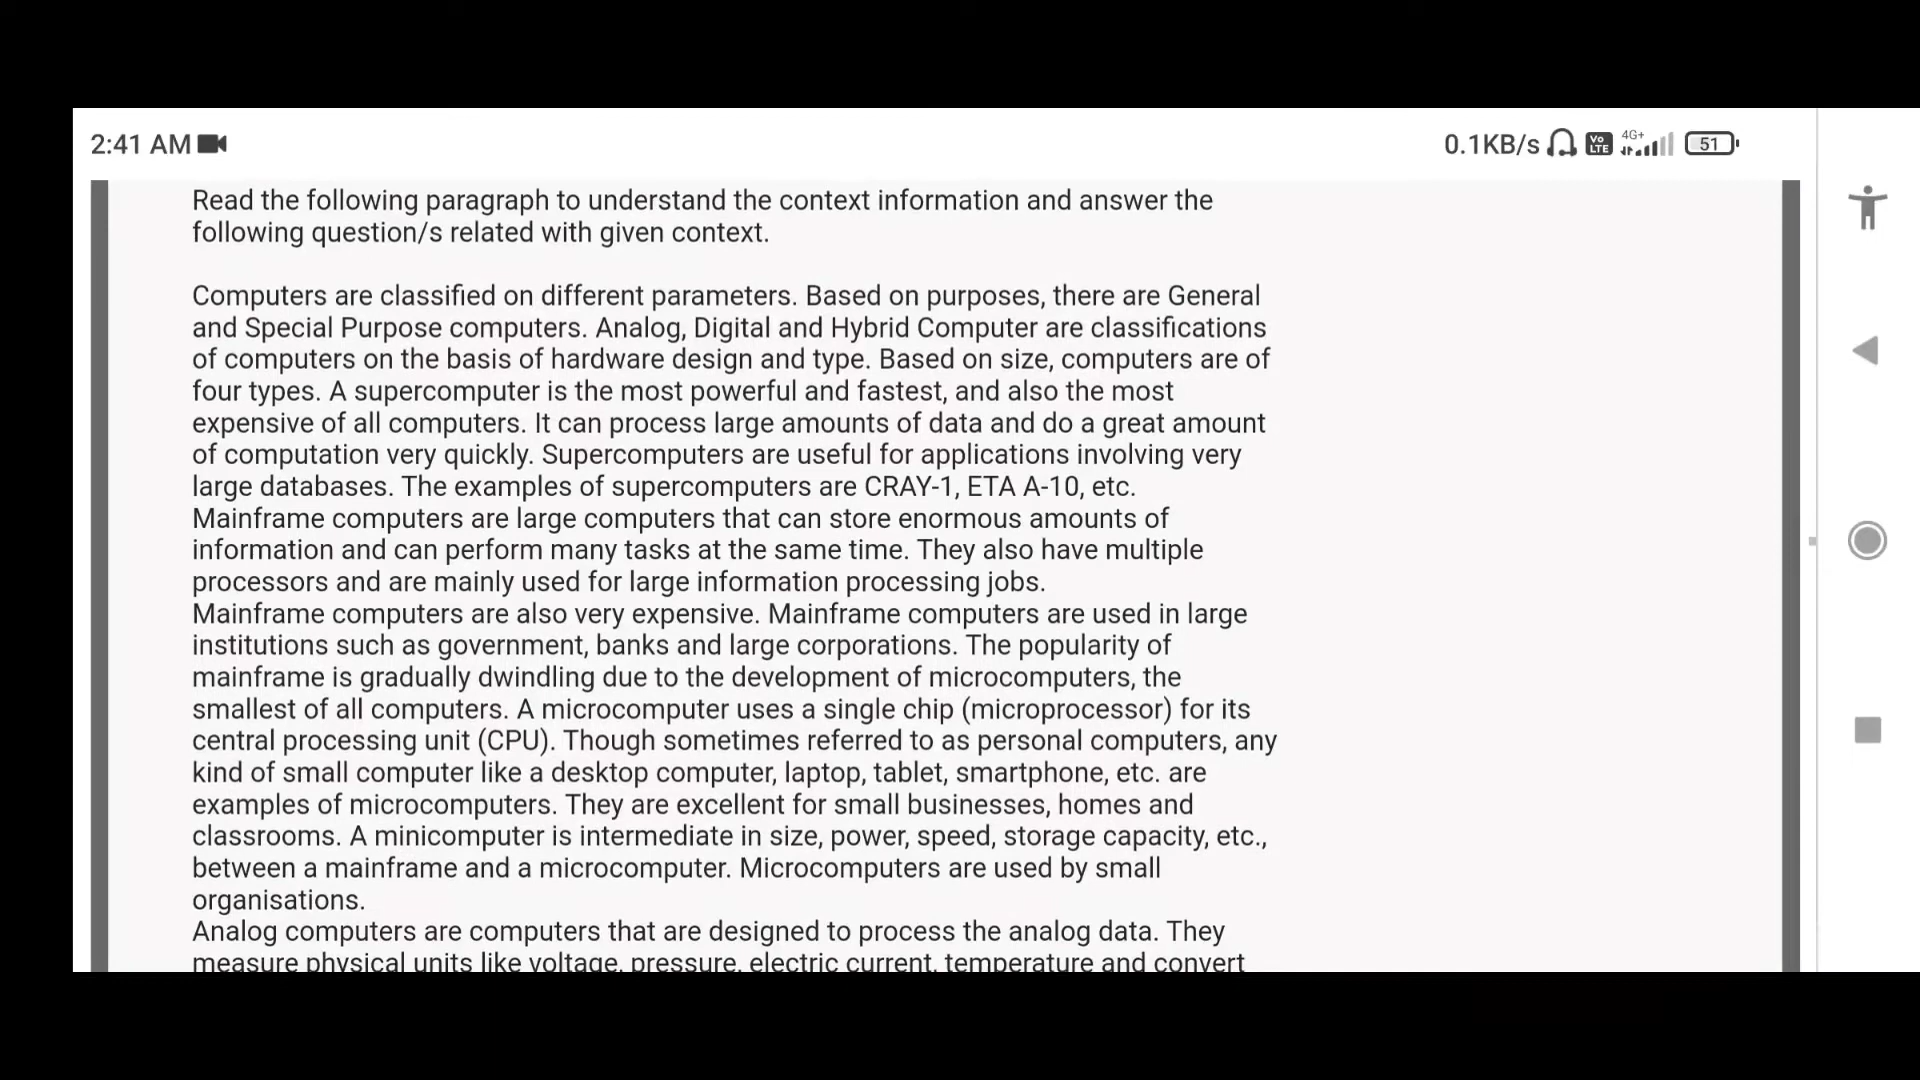 2:41 AM
0.1KB/s Vo LTE 4G+ 51
Read the following paragraph to understand the context information and answer the
following question/s related with given context.
Computers are classified on different parameters. Based on purposes, there are General
and Special Purpose computers. Analog, Digital and Hybrid Computer are classifications
of computers on the basis of hardware design and type. Based on size, computers are of
four types. A supercomputer is the most powerful and fastest, and also the most
expensive of all computers. It can process large amounts of data and do a great amount
of computation very quickly. Supercomputers are useful for applications involving very
large databases. The examples of supercomputers are CRAY-1, ETA A-10, etc.
Mainframe computers are large computers that can store enormous amounts of
information and can perform many tasks at the same time. They also have multiple
processors and are mainly used for large information processing jobs.
Mainframe computers are also very expensive. Mainframe computers are used in large
institutions such as government, banks and large corporations. The popularity of
mainframe is gradually dwindling due to the development of microcomputers, the
smallest of all computers. A microcomputer uses a single chip (microprocessor) for its
central processing unit (CPU). Though sometimes referred to as personal computers, any
kind of small computer like a desktop computer, laptop, tablet, smartphone, etc. are
examples of microcomputers. They are excellent for small businesses, homes and
classrooms. A minicomputer is intermediate in size, power, speed, storage capacity, etc.,
between a mainframe and a microcomputer. Microcomputers are used by small
organisations.
Analog computers are computers that are designed to process the analog data. They
measure physical units like voltage, pressure, electric current, temperature and convert